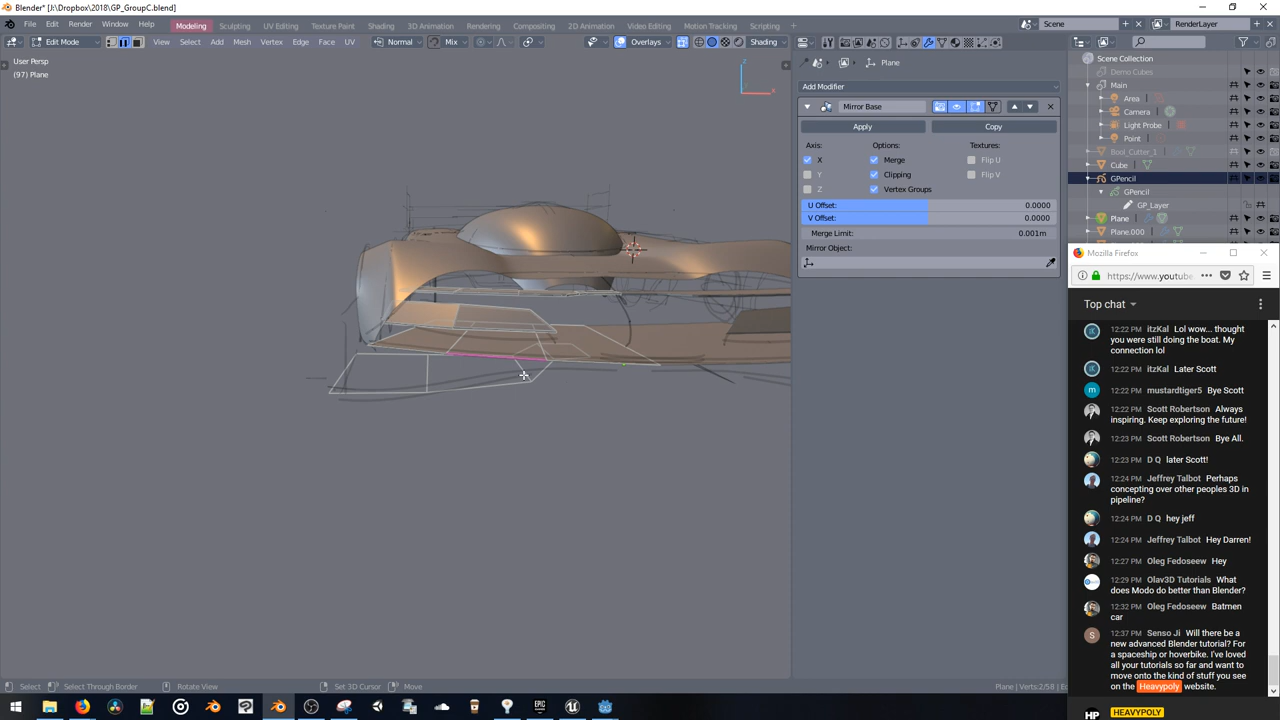 Blender* [J:\Dropbox\2018\GP_GroupC.blend]
File Edit Render Window Help Modeling Sculpting UV Editing Texture Paint Shading 3D Animation Rendering Compositing 2D Animation Video Editing Motion Tracking Scripting Scene RenderLayer
Edit Mode View Select Add Mesh Vertex Edge Face UV Normal Mix Overlays Shading
User Persp
(97) Plane
Z
X
Plane
Add Modifier
Mirror Base
Apply Copy
Axis: Options: Textures:
X Merge Flip U
Y Clipping Flip V
Z Vertex Groups
U Offset: 0.0000
V Offset: 0.0000
Merge Limit: 0.001m
Mirror Object:
Scene Collection
Demo Cubes
Main
Area
Camera
Light Probe
Point
Bool_Cutter_1
Cube
GPencil
GPencil
GP_Layer
Plane
Plane.000
Mozilla Firefox
https://www.youtube
Top chat
12:22 PM itzKal Lol wow... thought
you were still doing the boat. My
connection lol
12:22 PM itzKal Later Scott
12:22 PM mustardtiger5 Bye Scott
12:22 PM Scott Robertson Always
inspiring. Keep exploring the future!
12:23 PM Scott Robertson Bye All.
12:23 PM D Q later Scott!
12:24 PM Jeffrey Talbot Perhaps
concepting over other peoples 3D in
pipeline?
12:24 PM D Q hey jeff
12:24 PM Jeffrey Talbot Hey Darren!
12:27 PM Oleg Fedoseew Hey
12:29 PM Olav3D Tutorials What
does Modo do better than Blender?
12:32 PM Oleg Fedoseew Batmen
car
12:37 PM Senso Ji Will there be a
new advanced Blender tutorial? For
a spaceship or hoverbike. I've loved
all your tutorials so far and want to
move onto the kind of stuff you see
on the Heavypoly website.
HP HEAVYPOLY
Select Select Through Border Rotate View Set 3D Cursor Move Plane | Verts:2/58 | Ed